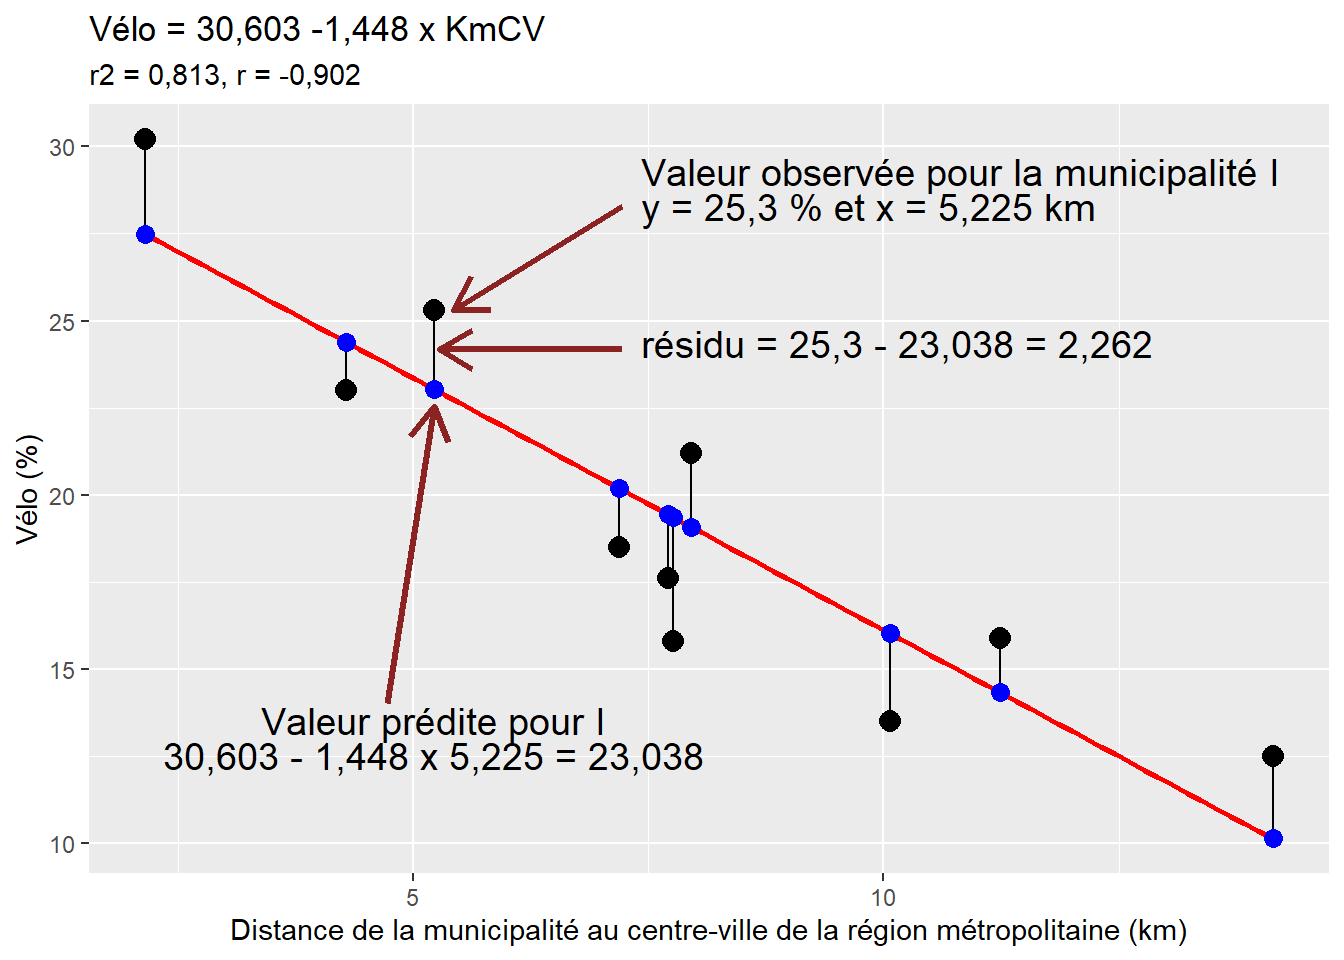 Vélo = 30,603 -1,448 x KmCV
r2 = 0,813, r = -0,902
30
Valeur observée pour la municipalité I
y = 25,3 % et x = 5,225 km
25
résidu = 25,3 - 23,038 = 2,262
Vélo (%)
20
15
Valeur prédite pour I
30,603 - 1,448 x 5,225 = 23,038
10
5
10
Distance de la municipalité au centre-ville de la région métropolitaine (km)